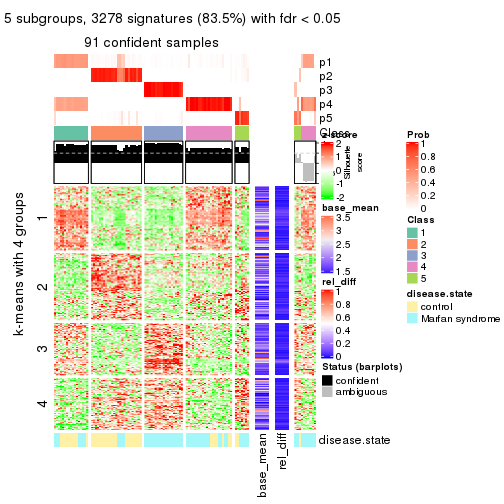 5 subgroups, 3278 signatures (83.5%) with fdr < 0.05
91 confident samples
p1
p2
p3
p4
p5
Class
Silhouette
score
k-means with 4 groups
1
2
3
4
base_mean
rel_diff
disease.state
z-score
2
1
0
-1
-2
base_mean
3.5
3
2.5
2
1.5
rel_diff
1
0.8
0.6
0.4
0.2
0
Status (barplots)
confident
ambiguous
Prob
1
0.8
0.6
0.4
0.2
0
Class
1
2
3
4
5
disease.state
control
Marfan syndrome